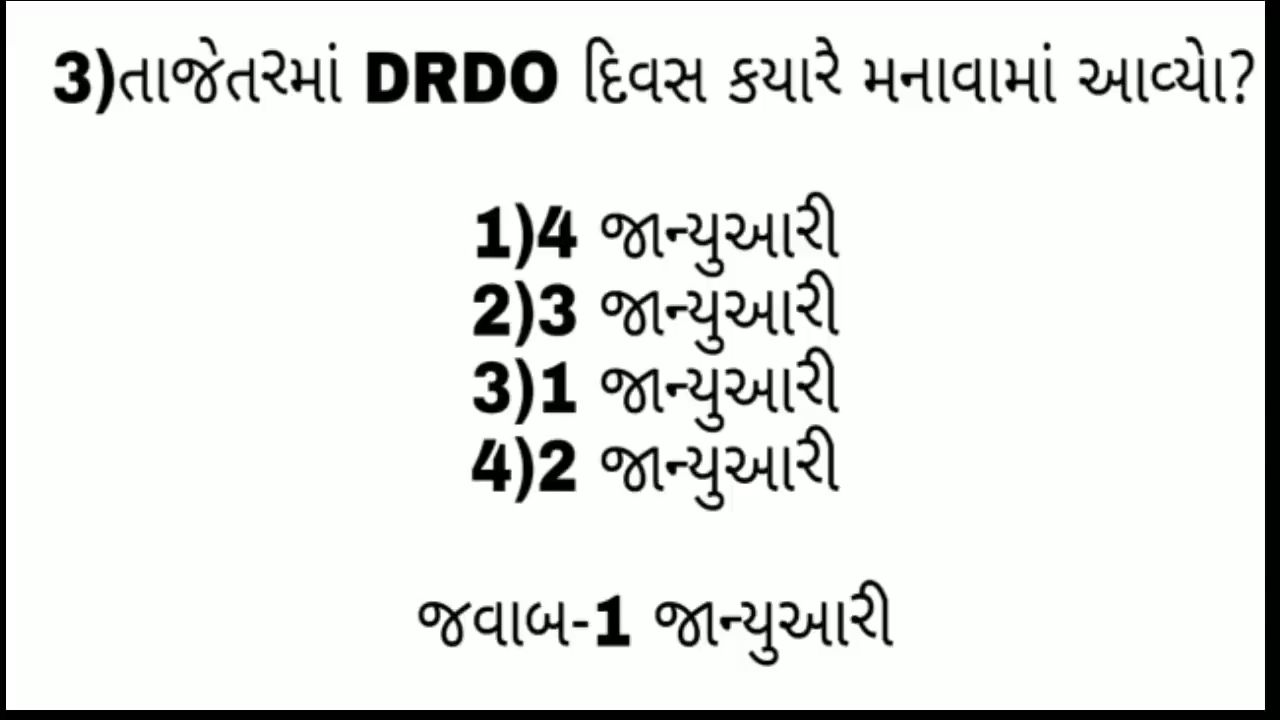 3)તાજેતરમાં DRDO દિવસ કયારે મનાવામાં આવ્યો?
1)4 જાન્યુઆરી
2)3 જાન્યુઆરી
3)1 જાન્યુઆરી
4)2 જાન્યુઆરી
જવાબ-1 જાન્યુઆરી